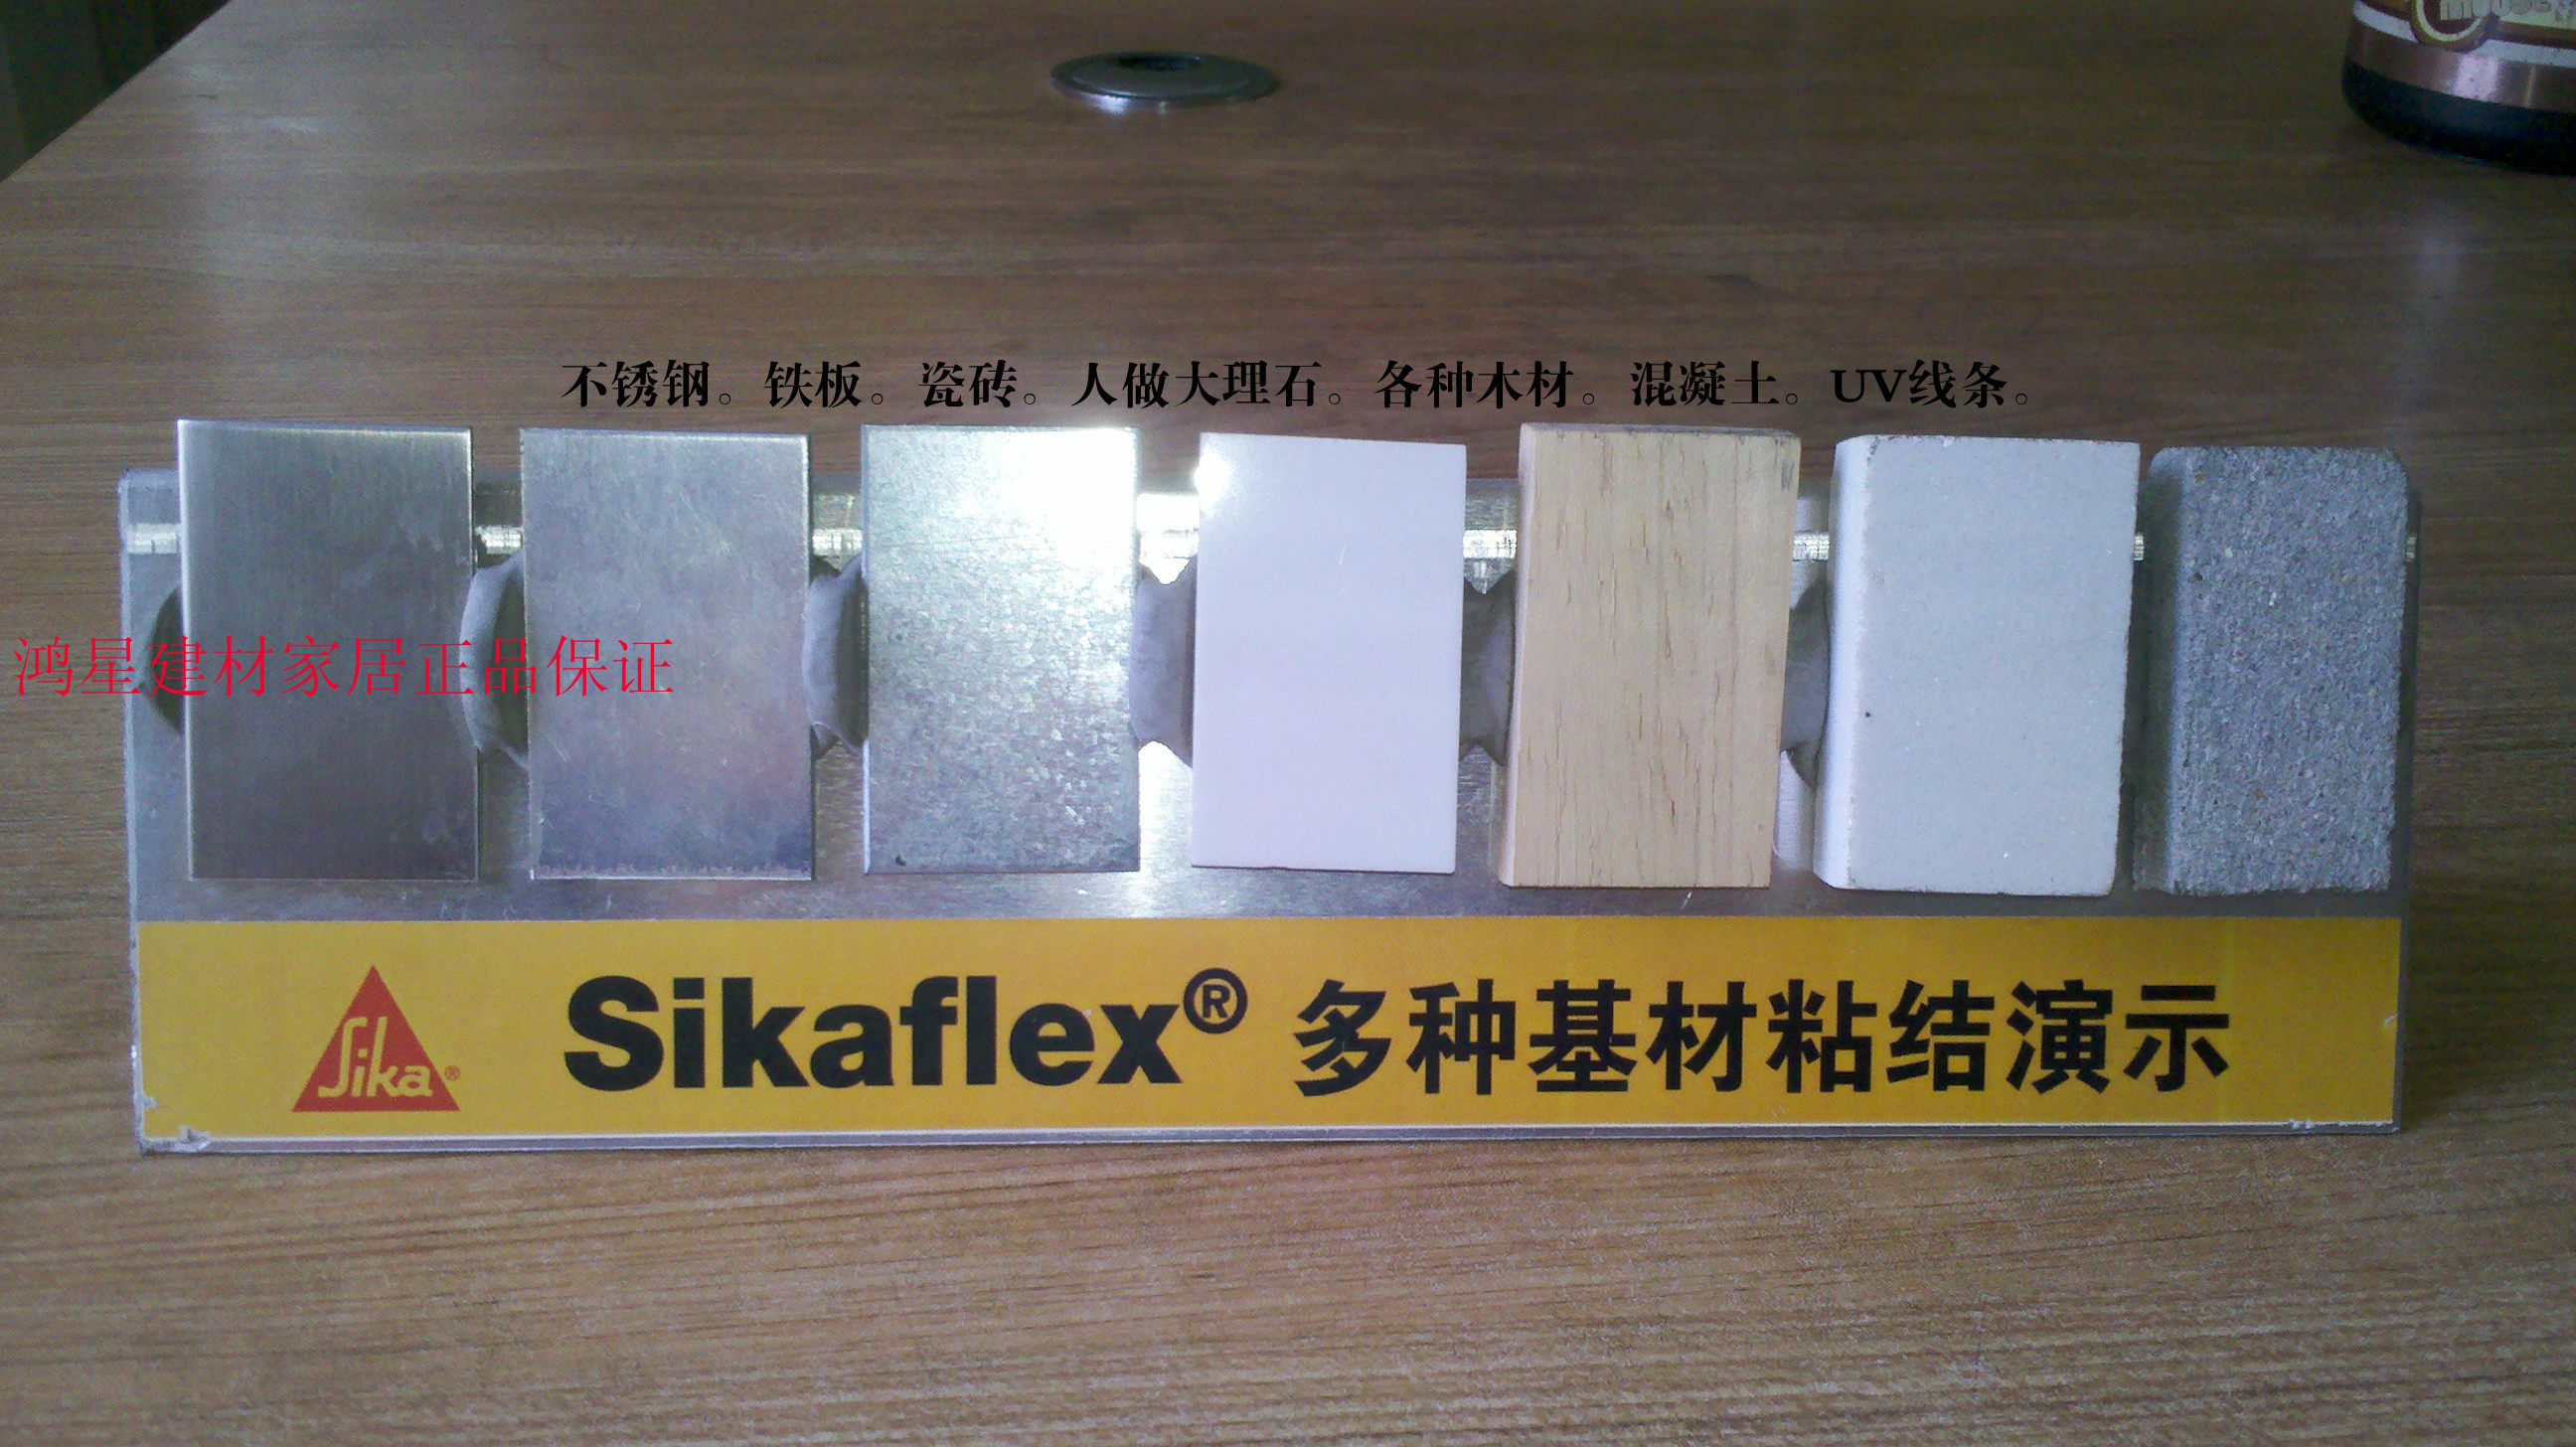 不锈钢。铁板。瓷砖。人做大理石。各种木材。混凝土。UV线条。
鸿星建材家居正品保证
Sika®
Sikaflex® 多种基材粘结演示